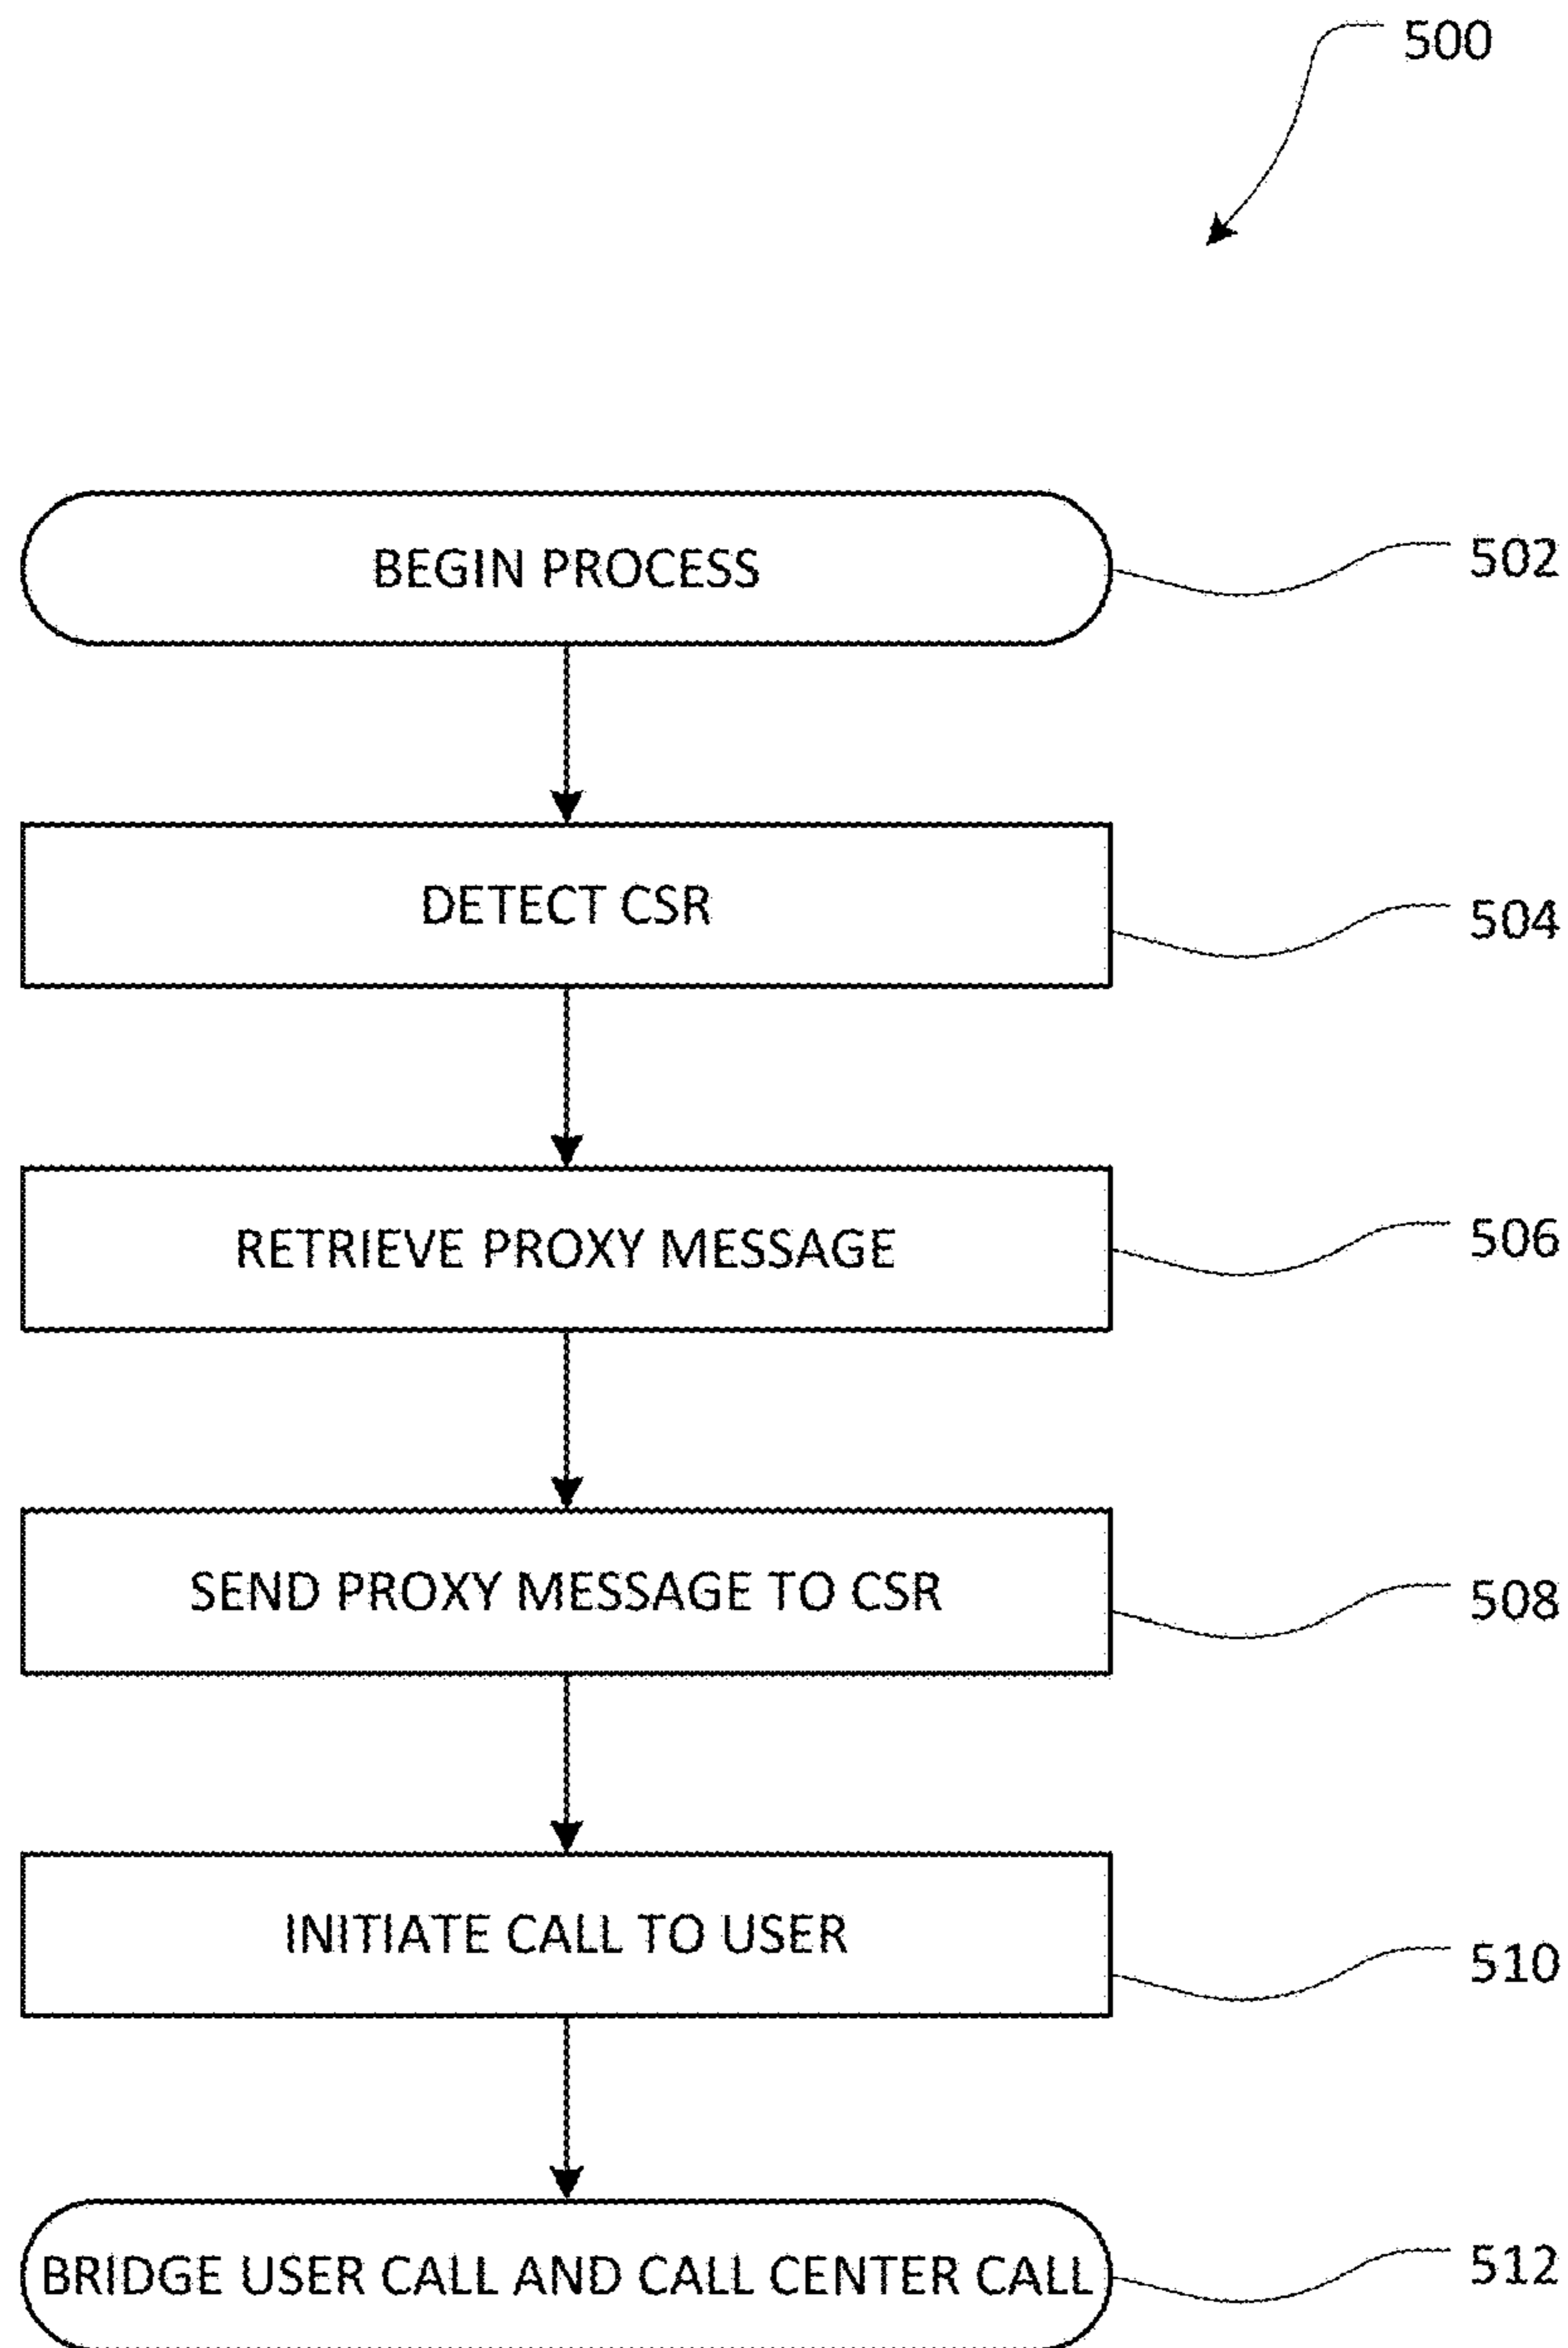 500
BEGIN PROCESS
502
DETECT CSR
504
RETRIEVE PROXY MESSAGE
506
SEND PROXY MESSAGE TO CSR
508
INITIATE CALL TO USER
510
BRIDGE USER CALL AND CALL CENTER CALL
512